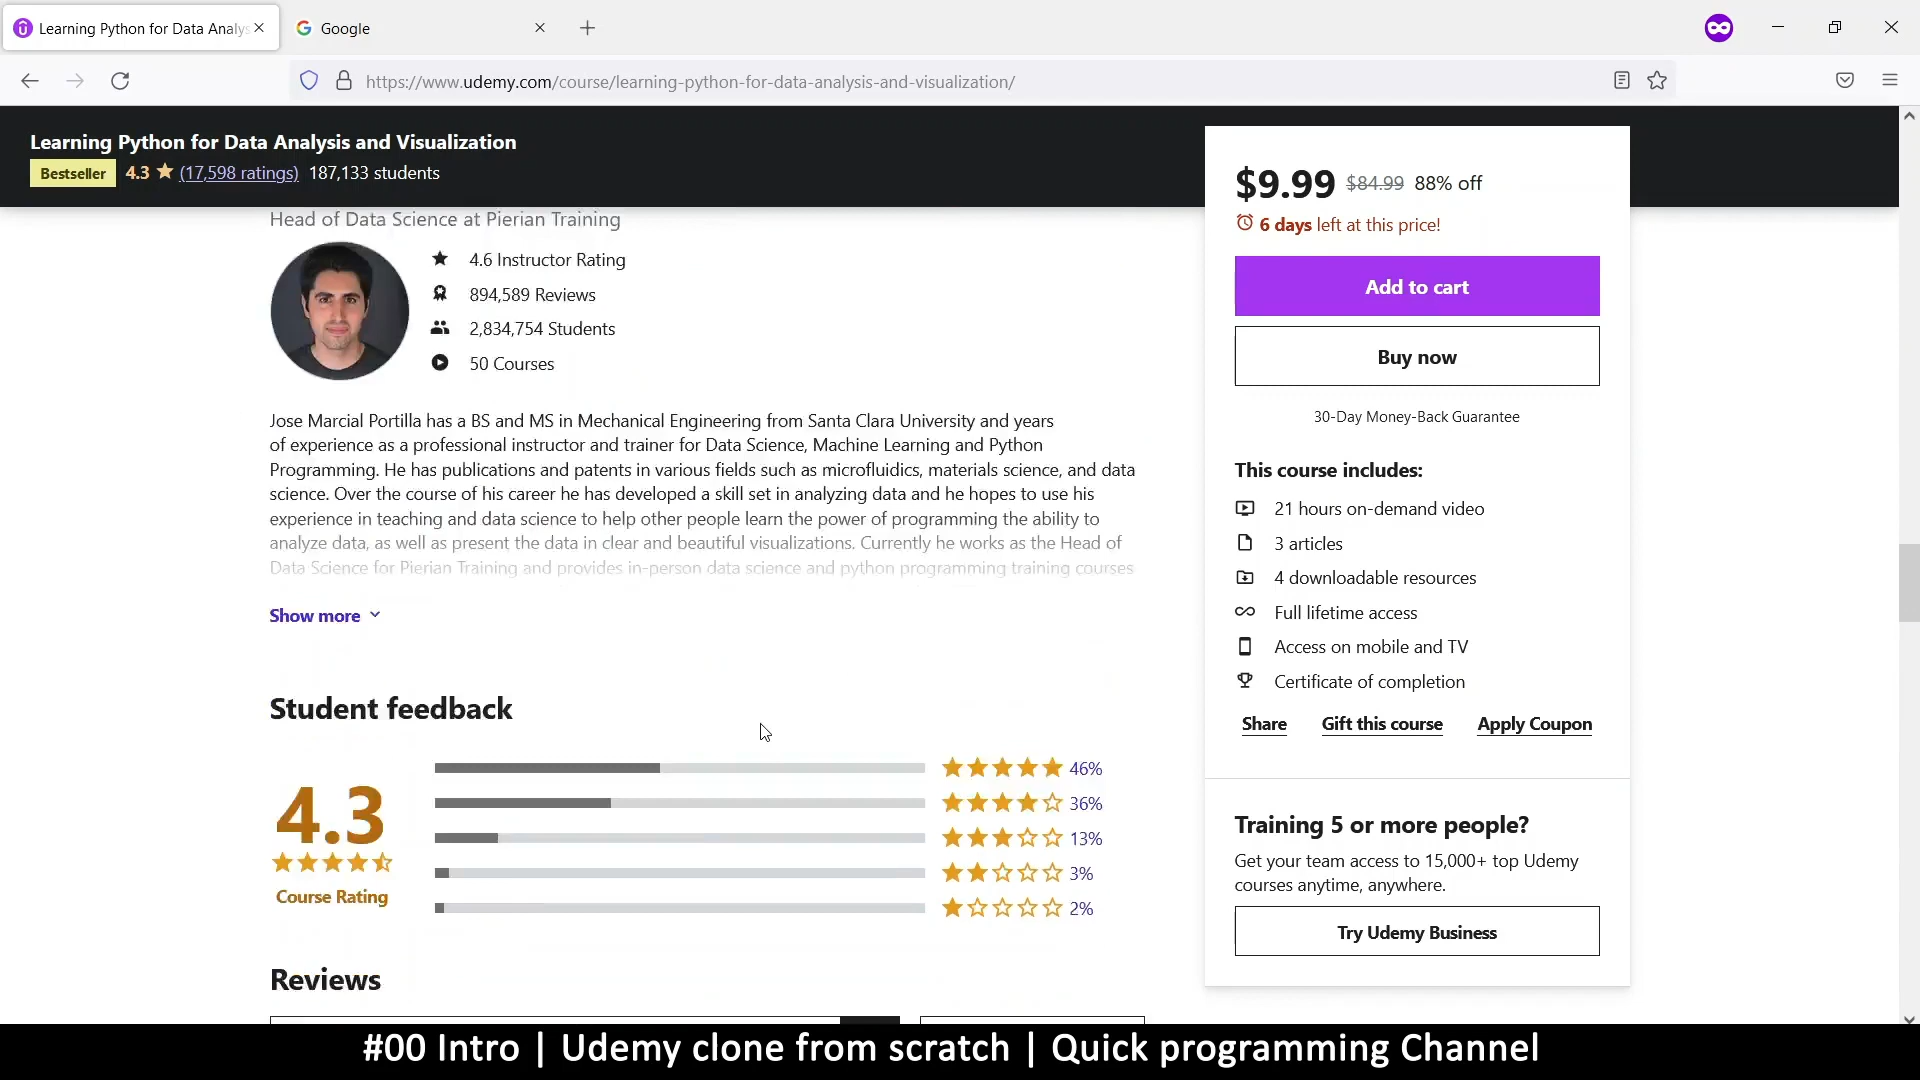 Learning Python for Data Analys
Google
https://www.udemy.com/course/learning-python-for-data-analysis-and-visualization/
Learning Python for Data Analysis and Visualization
Bestseller 4.3 (17,598 ratings) 187,133 students
Head of Data Science at Pierian Training
4.6 Instructor Rating
894,589 Reviews
2,834,754 Students
50 Courses
Jose Marcial Portilla has a BS and MS in Mechanical Engineering from Santa Clara University and years
of experience as a professional instructor and trainer for Data Science, Machine Learning and Python
Programming. He has publications and patents in various fields such as microfluidics, materials science, and data
science. Over the course of his career he has developed a skill set in analyzing data and he hopes to use his
experience in teaching and data science to help other people learn the power of programming the ability to
analyze data, as well as present the data in clear and beautiful visualizations. Currently he works as the Head of
Data Science for Pierian Training and provides in-person data science and python programming training courses
Show more
Student feedback
4.3
Course Rating
46%
36%
13%
3%
2%
Reviews
$9.99 $84.99 88% off
6 days left at this price!
Add to cart
Buy now
30-Day Money-Back Guarantee
This course includes:
21 hours on-demand video
3 articles
4 downloadable resources
Full lifetime access
Access on mobile and TV
Certificate of completion
Share Gift this course Apply Coupon
Training 5 or more people?
Get your team access to 15,000+ top Udemy
courses anytime, anywhere.
Try Udemy Business
#00 Intro | Udemy clone from scratch | Quick programming Channel